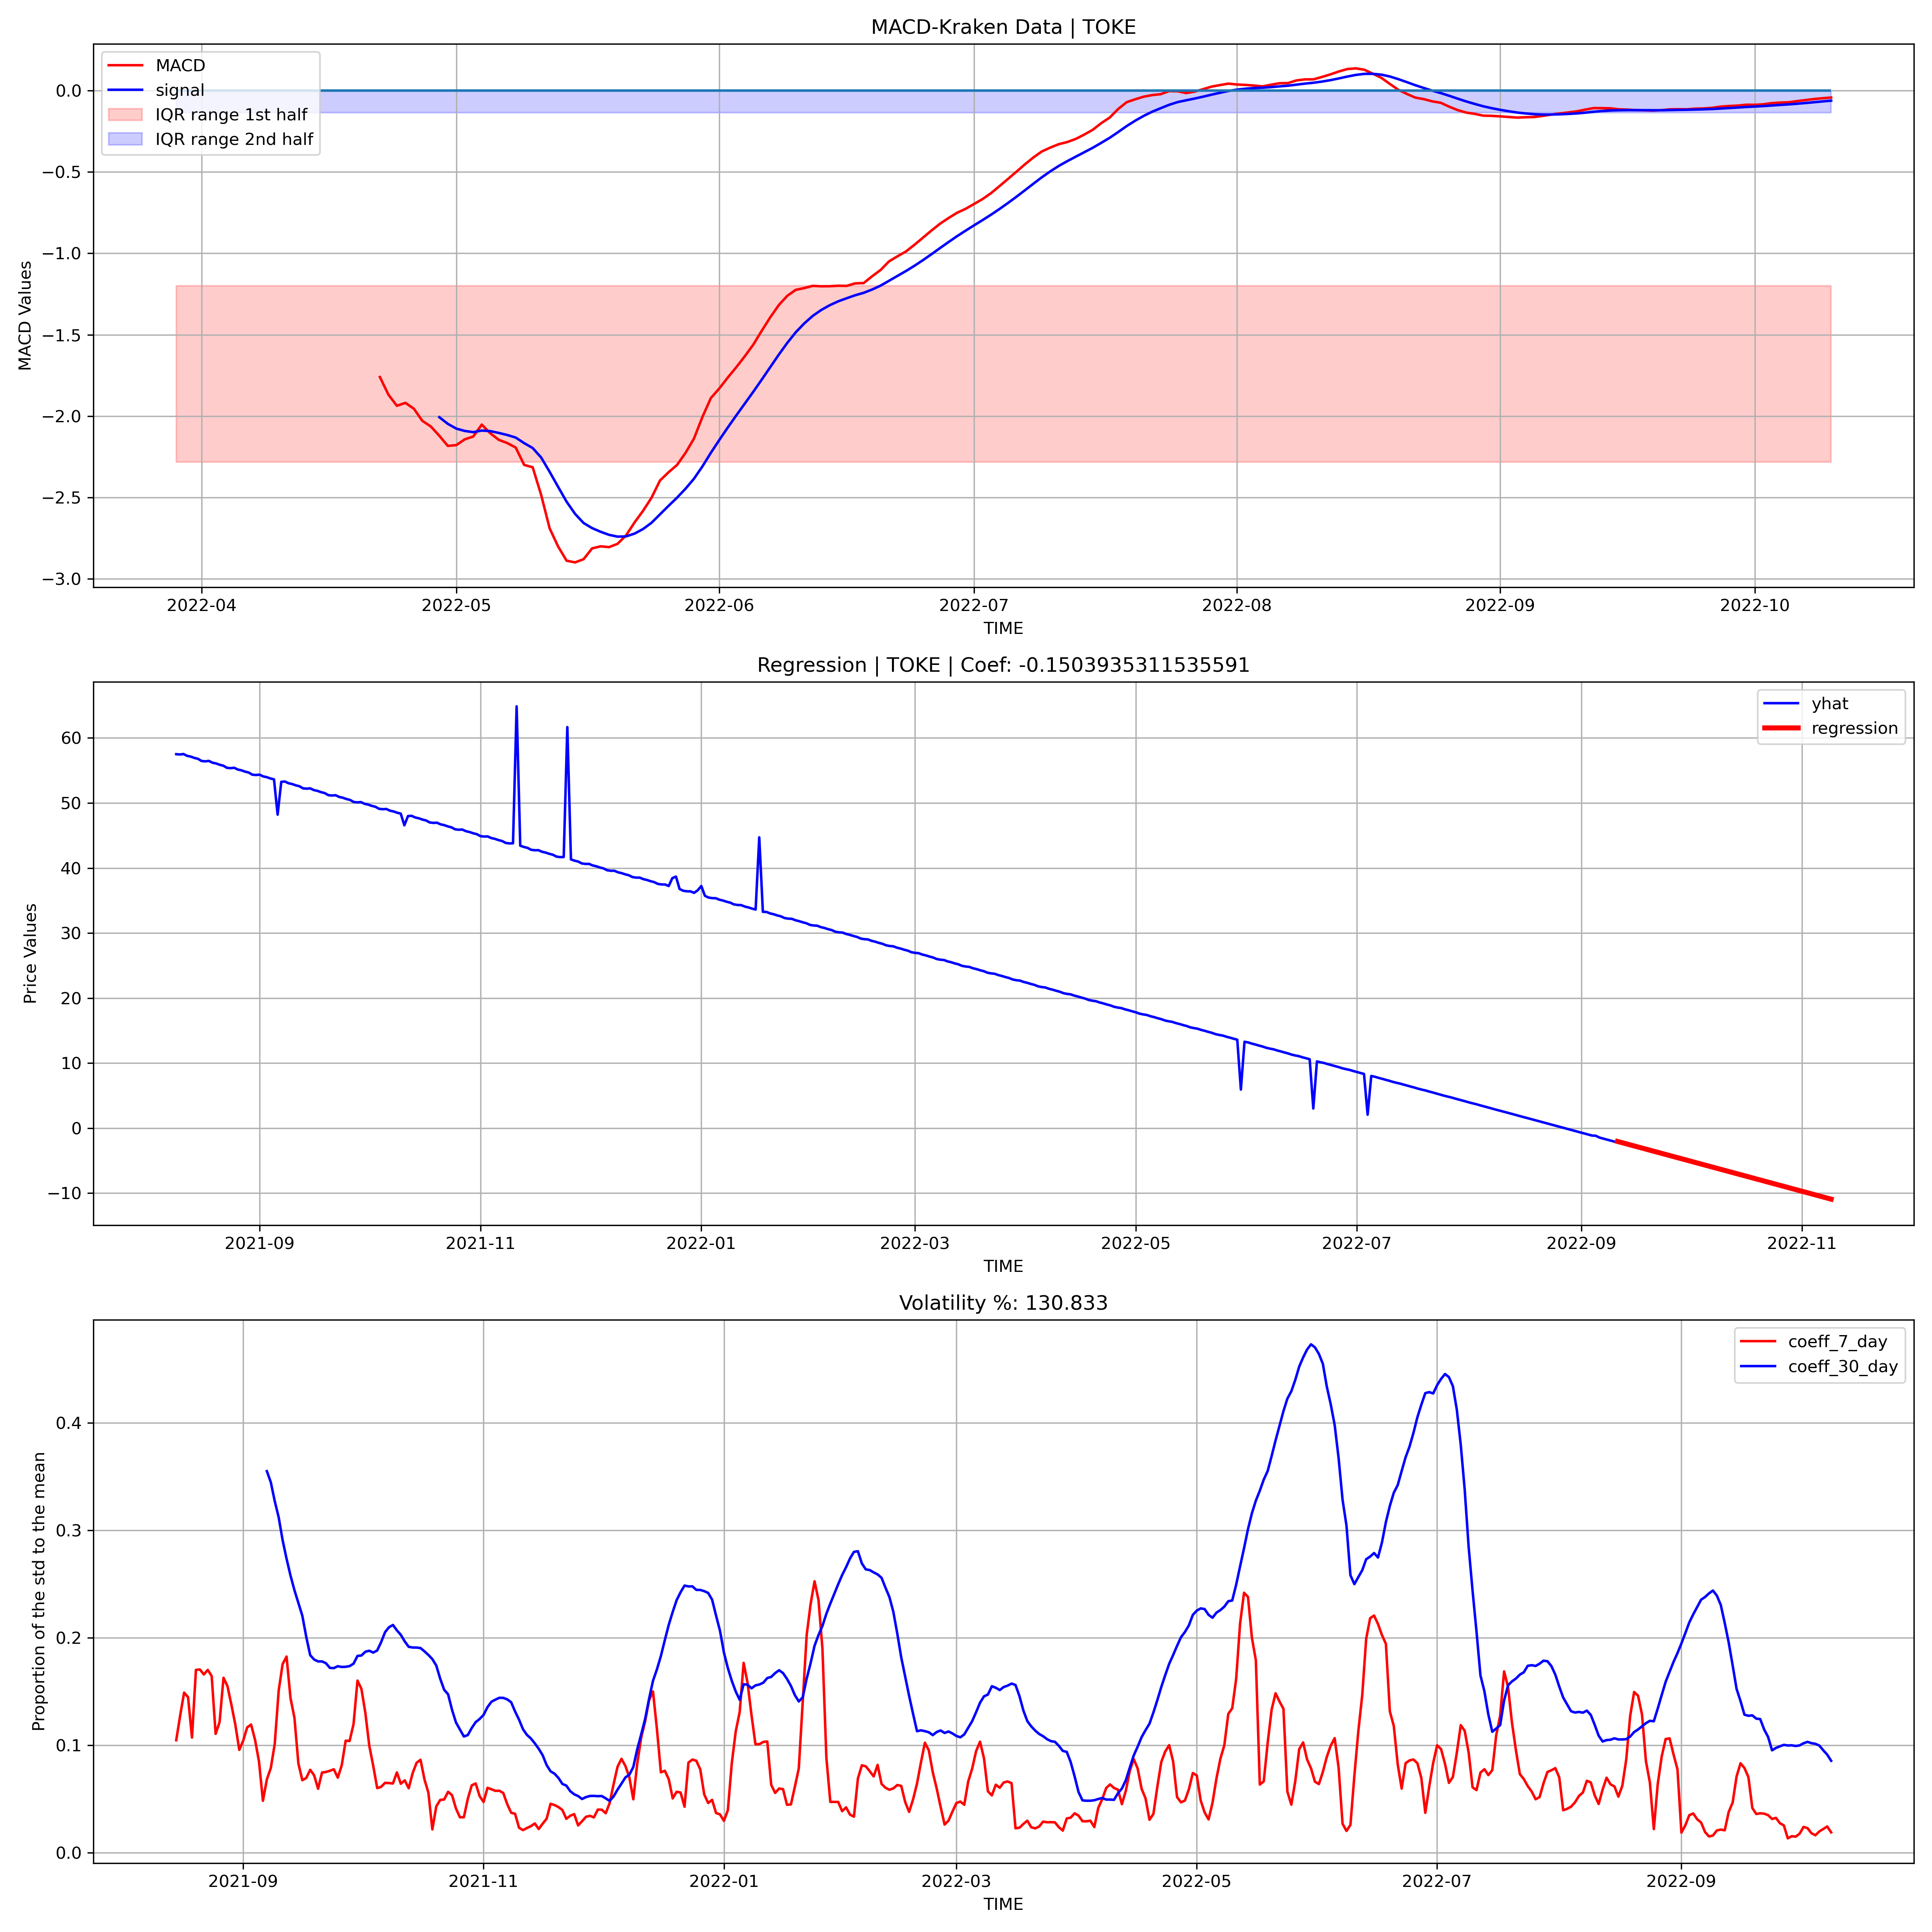 MACD-Kraken Data | TOKE
MACD
signal
IQR range 1st half
IQR range 2nd half
MACD Values
0.0
−0.5
−1.0
−1.5
−2.0
−2.5
−3.0
2022-04 2022-05 2022-06 2022-07 2022-08 2022-09 2022-10
TIME
Regression | TOKE | Coef: -0.1503935311535591
yhat
regression
Price Values
60
50
40
30
20
10
0
−10
2021-09 2021-11 2022-01 2022-03 2022-05 2022-07 2022-09 2022-11
TIME
Volatility %: 130.833
coeff_7_day
coeff_30_day
Proportion of the std to the mean
0.4
0.3
0.2
0.1
0.0
2021-09 2021-11 2022-01 2022-03 2022-05 2022-07 2022-09
TIME